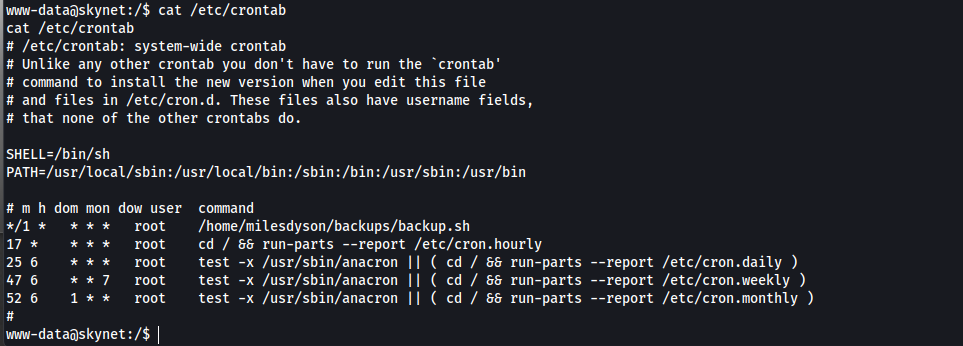 www-data@skynet:/$ cat /etc/crontab
cat /etc/crontab
# /etc/crontab: system-wide crontab
# Unlike any other crontab you don't have to run the `crontab'
# command to install the new version when you edit this file
# and files in /etc/cron.d. These files also have username fields,
# that none of the other crontabs do.

SHELL=/bin/sh
PATH=/usr/local/sbin:/usr/local/bin:/sbin:/bin:/usr/sbin:/usr/bin

# m h dom mon dow user  command
*/1 *   * * *   root    /home/milesdyson/backups/backup.sh
17 *    * * *   root    cd / && run-parts --report /etc/cron.hourly
25 6    * * *   root    test -x /usr/sbin/anacron || ( cd / && run-parts --report /etc/cron.daily )
47 6    * * 7   root    test -x /usr/sbin/anacron || ( cd / && run-parts --report /etc/cron.weekly )
52 6    1 * *   root    test -x /usr/sbin/anacron || ( cd / && run-parts --report /etc/cron.monthly )
#
www-data@skynet:/$